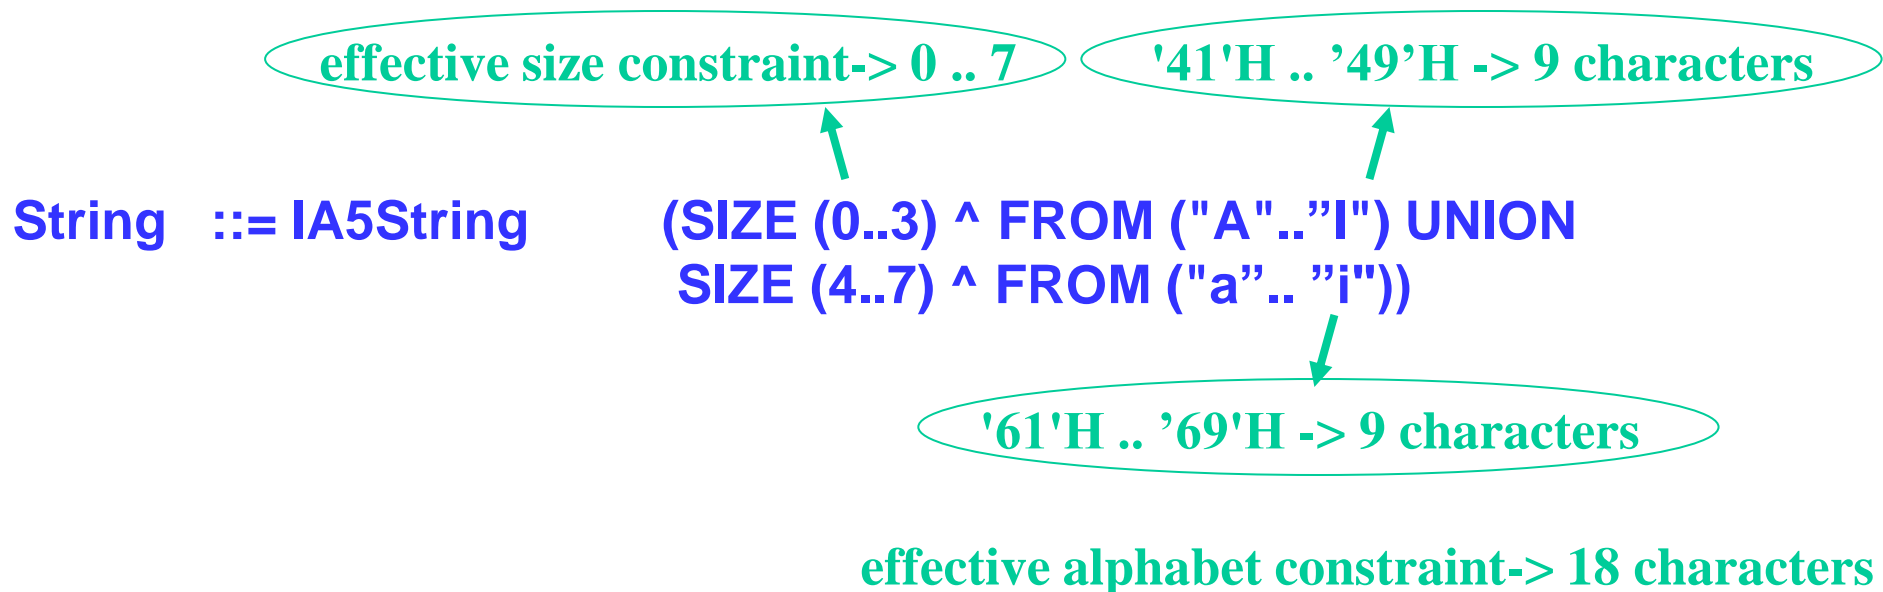 effective size constraint-> 0 .. 7
'41'H .. ’49’H -> 9 characters
String ::= IA5String (SIZE (0..3) ^ FROM ("A"..”I") UNION
SIZE (4..7) ^ FROM ("a”.. ”i"))
'61'H .. ’69'H -> 9 characters
effective alphabet constraint-> 18 characters